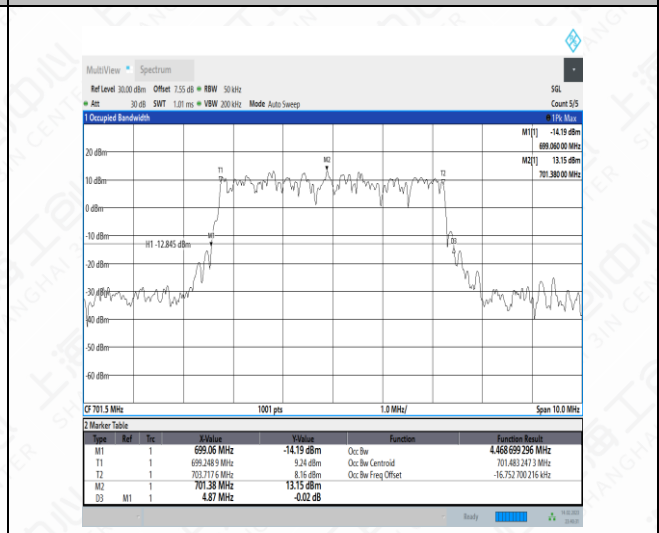 MultiView Spectrum
Ref Level 30.00 dBm Offset 7.55 dB RBW 50 kHz SGL
Att 30 dB SWT 1.01 ms VBW 200 kHz Mode Auto Sweep Count 5/5
1 Occupied Bandwidth 1Pk Max
M1[1] -14.19 dBm
699.060 00 MHz
M2[1] 13.15 dBm
701.380 00 MHz
20 dBm
M2
T1
T2
10 dBm
0 dBm
-10 dBm
M1
D3
H1 -12.845 dBm
-20 dBm
-30 dBm
-40 dBm
-50 dBm
-60 dBm
CF 701.5 MHz 1001 pts 1.0 MHz/ Span 10.0 MHz
2 Marker Table
Type Ref Trc X-Value Y-Value Function Function Result
M1 1 699.06 MHz -14.19 dBm Occ Bw 4.468 699 296 MHz
T1 1 699.248 9 MHz 9.24 dBm Occ Bw Centroid 701.483 247 3 MHz
T2 1 703.717 6 MHz 8.16 dBm Occ Bw Freq Offset -16.752 700 216 kHz
M2 1 701.38 MHz 13.15 dBm
D3 M1 1 4.87 MHz -0.02 dB
Ready